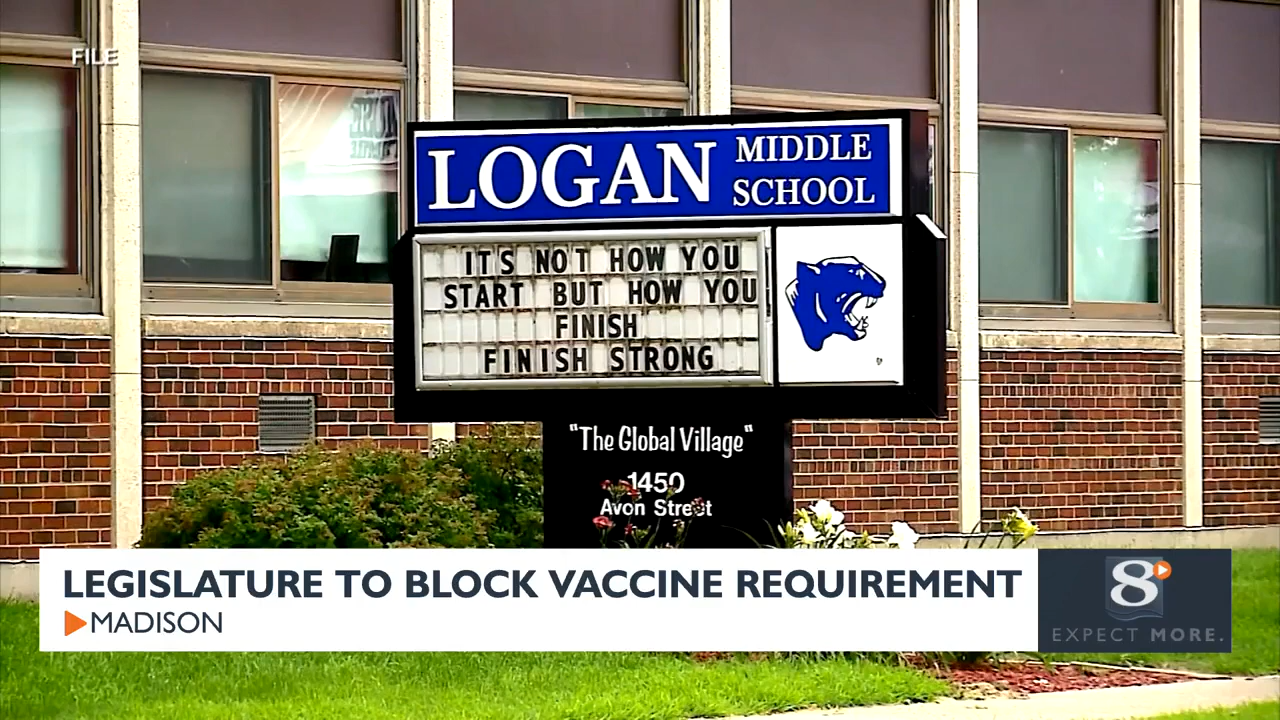 FILE
LOGAN MIDDLE SCHOOL
IT'S NOT HOW YOU
START BUT HOW YOU
FINISH
FINISH STRONG
"The Global Village"
1450
Avon Street
LEGISLATURE TO BLOCK VACCINE REQUIREMENT
MADISON
8
EXPECT MORE.